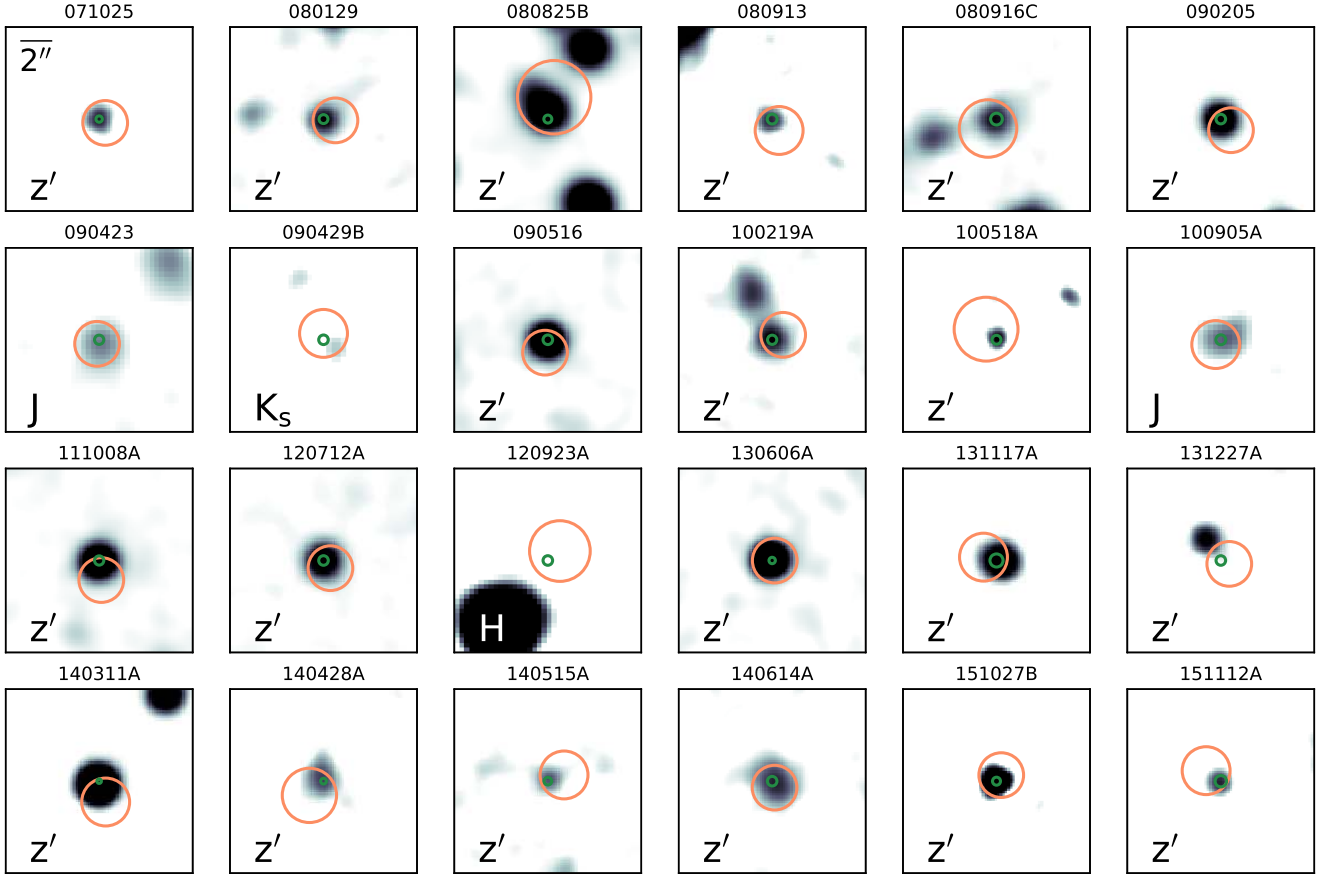 071025 080129 080825B 080913 080916C 090205
2″
z′ z′ z′ z′ z′ z′
090423 090429B 090516 100219A 100518A 100905A
J Ks z′ z′ z′ J
111008A 120712A 120923A 130606A 131117A 131227A
z′ z′ H z′ z′ z′
140311A 140428A 140515A 140614A 151027B 151112A
z′ z′ z′ z′ z′ z′